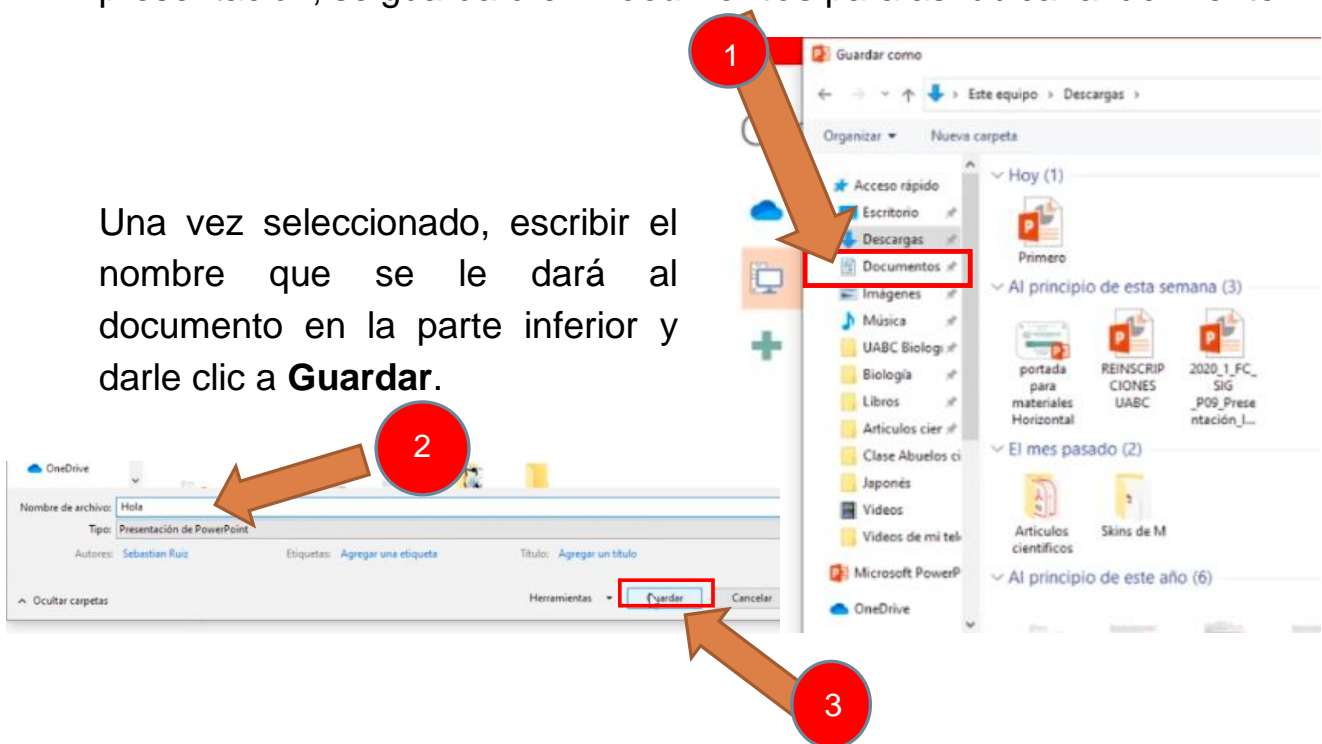 1
Guardar como
Este equipo > Descargas >
Organizar Nueva carpeta
Acceso rápido
Escritorio
Descargas
Documentos
Imágenes
Música
UABC Biologi
Biología
Libros
Articulos cier
Clase Abuelos ci
Japonés
Videos
Videos de mi tel
Microsoft PowerP
OneDrive
Hoy (1)
Primero
Al principio de esta semana (3)
portada
para
materiales
Horizontal
REINSCRIP
CIONES
UABC
2020_1_FC_
SIG
_P09_Prese
ntación_I...
El mes pasado (2)
Articulos
científicos
Skins de M
Al principio de este año (6)
Una vez seleccionado, escribir el
nombre que se le dará al
documento en la parte inferior y
darle clic a Guardar.
2
OneDrive
Nombre de archivo: Hola
Tipo: Presentación de PowerPoint
Autores: Sebastian Ruiz Etiquetas: Agregar una etiqueta Título: Agregar un título
Ocultar carpetas Herramientas Guardar Cancelar
3